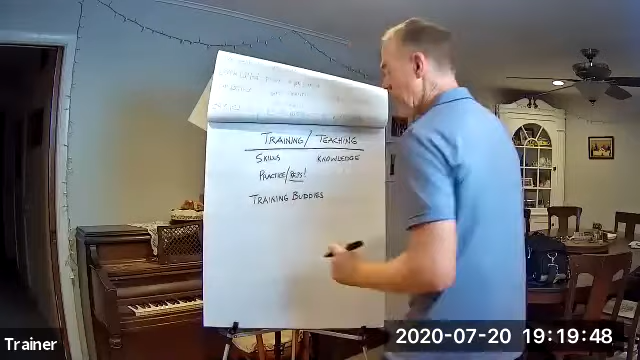 TRAINING/ TEACHING
SKILLS KNOWLEDGE
PRACTICE/REPS!
TRAINING BUDDIES
Trainer
2020-07-20 19:19:48